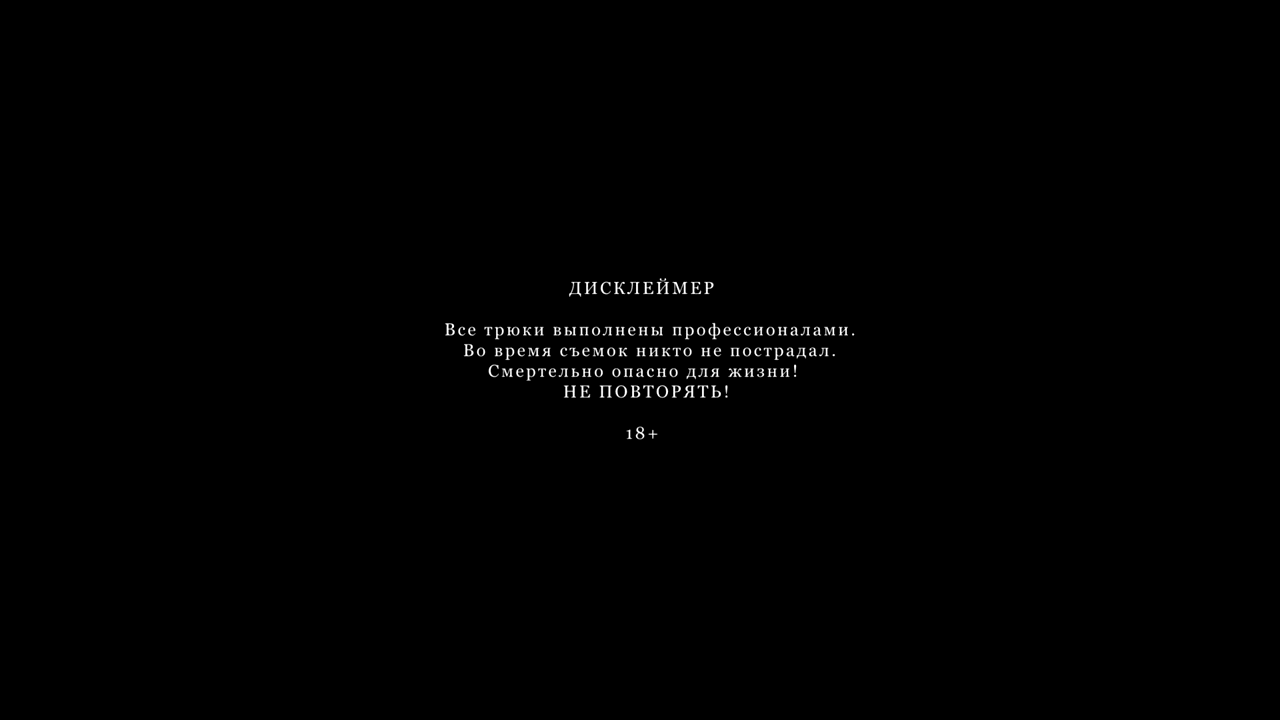 ДИСКЛЕЙМЕР
Все трюки выполнены профессионалами.
Во время съемок никто не пострадал.
Смертельно опасно для жизни!
НЕ ПОВТОРЯТЬ!
18+